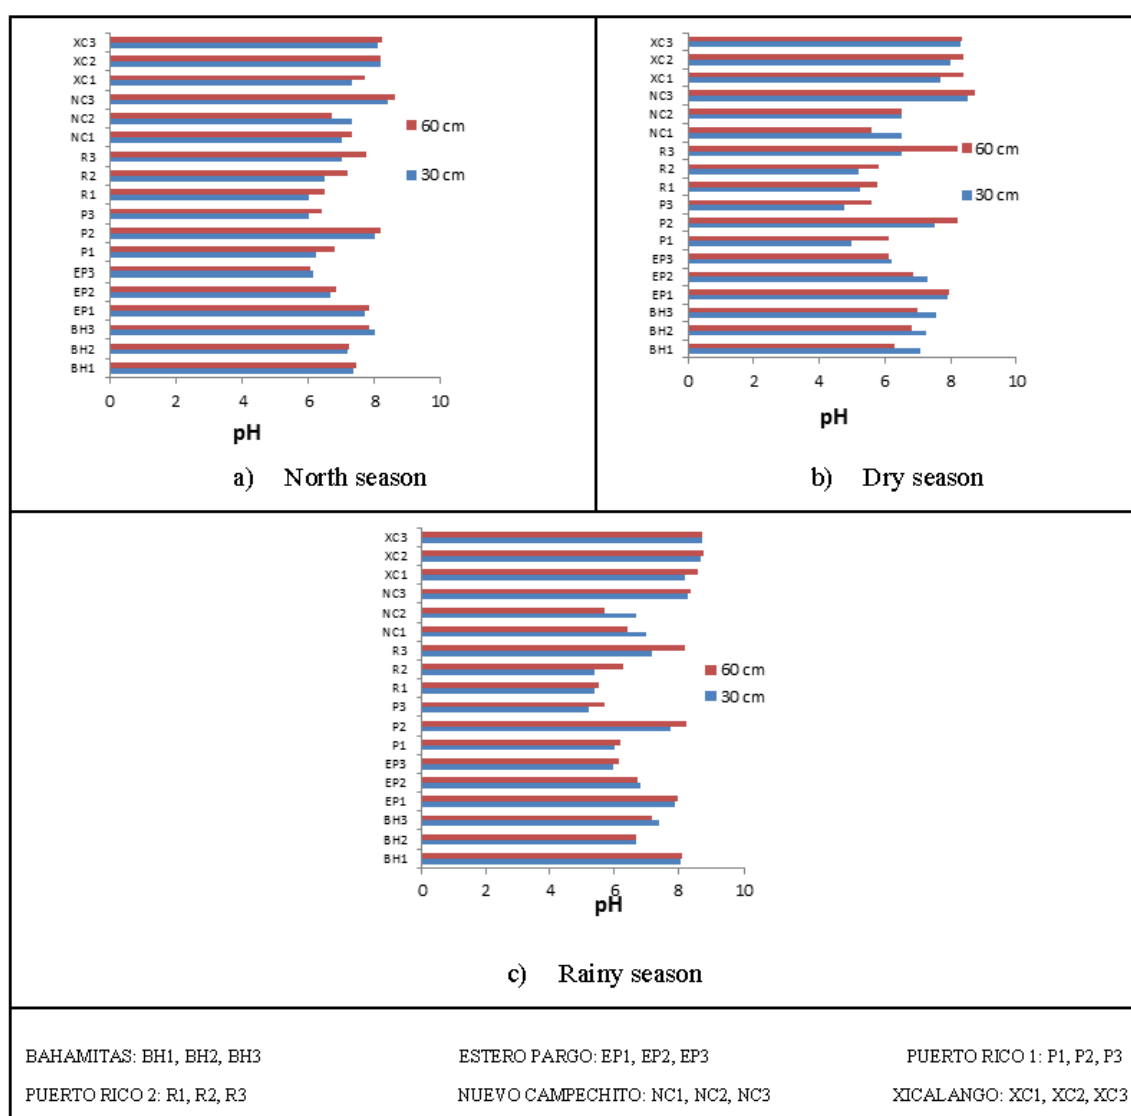 XC3
XC2
XC1
NC3
NC2
NC1
R3
R2
R1
P3
P2
P1
EP3
EP2
EP1
BH3
BH2
BH1
60 cm
30 cm
0 2 4 6 8 10
pH
a) North season
XC3
XC2
XC1
NC3
NC2
NC1
R3
R2
R1
P3
P2
P1
EP3
EP2
EP1
BH3
BH2
BH1
60 cm
30 cm
0 2 4 6 8 10
pH
b) Dry season
XC3
XC2
XC1
NC3
NC2
NC1
R3
R2
R1
P3
P2
P1
EP3
EP2
EP1
BH3
BH2
BH1
60 cm
30 cm
0 2 4 6 8 10
pH
c) Rainy season
BAHAMITAS: BH1, BH2, BH3 ESTERO PARGO: EP1, EP2, EP3 PUERTO RICO 1: P1, P2, P3
PUERTO RICO 2: R1, R2, R3 NUEVO CAMPECHITO: NC1, NC2, NC3 XICALANGO: XC1, XC2, XC3